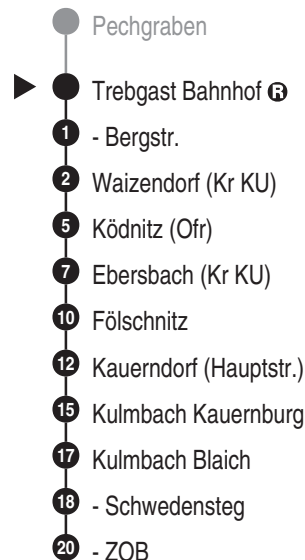 Pechgraben
Trebgast Bahnhof R
1 - Bergstr.
2 Waizendorf (Kr KU)
5 Ködnitz (Ofr)
7 Ebersbach (Kr KU)
10 Fölschnitz
12 Kauerndorf (Hauptstr.)
15 Kulmbach Kauernburg
17 Kulmbach Blaich
18 - Schwedensteg
20 - ZOB